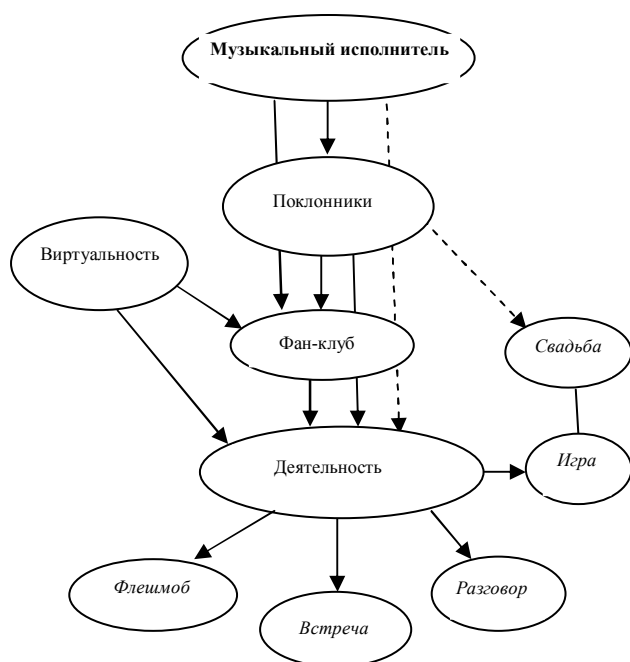 Музыкальный исполнитель
Поклонники
Виртуальность
Фан-клуб
Свадьба
Деятельность
Игра
Флешмоб
Разговор
Встреча